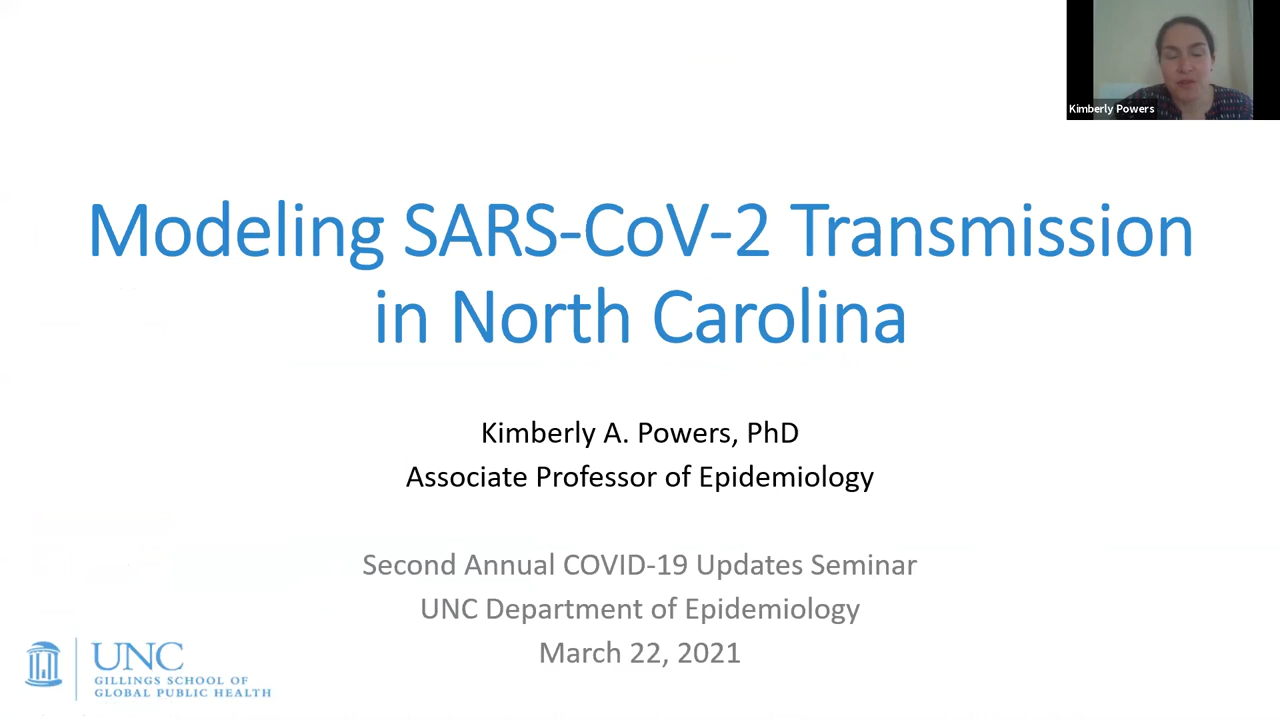 Kimberly Powers
Modeling SARS-CoV-2 Transmission
in North Carolina
Kimberly A. Powers, PhD
Associate Professor of Epidemiology
Second Annual COVID-19 Updates Seminar
UNC Department of Epidemiology
March 22, 2021
UNC
GILLINGS SCHOOL OF
GLOBAL PUBLIC HEALTH